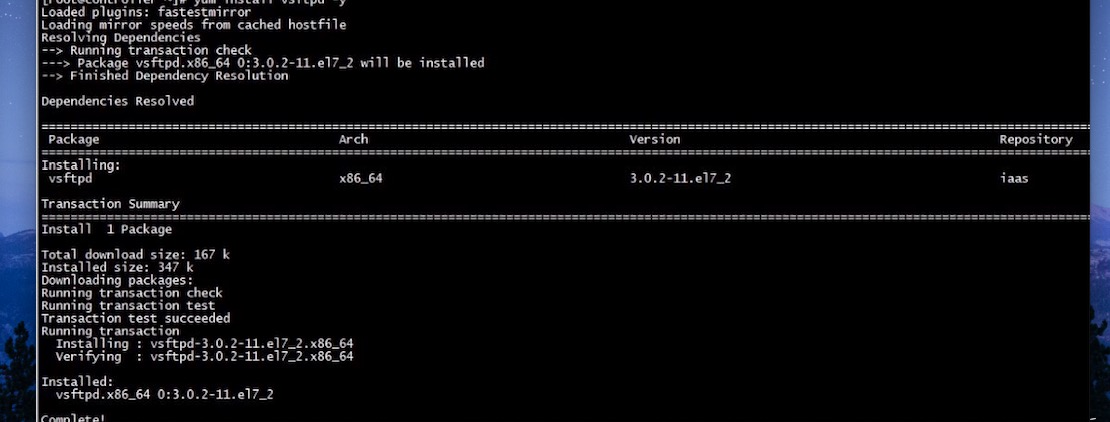 [root@controller ~]# yum install vsftpd -y
Loaded plugins: fastestmirror
Loading mirror speeds from cached hostfile
Resolving Dependencies
--> Running transaction check
---> Package vsftpd.x86_64 0:3.0.2-11.el7_2 will be installed
--> Finished Dependency Resolution
Dependencies Resolved
Package Arch Version Repository
Installing:
vsftpd x86_64 3.0.2-11.el7_2 iaas
Transaction Summary
Install  1 Package
Total download size: 167 k
Installed size: 347 k
Downloading packages:
Running transaction check
Running transaction test
Transaction test succeeded
Running transaction
Installing : vsftpd-3.0.2-11.el7_2.x86_64
Verifying  : vsftpd-3.0.2-11.el7_2.x86_64
Installed:
vsftpd.x86_64 0:3.0.2-11.el7_2
Complete!